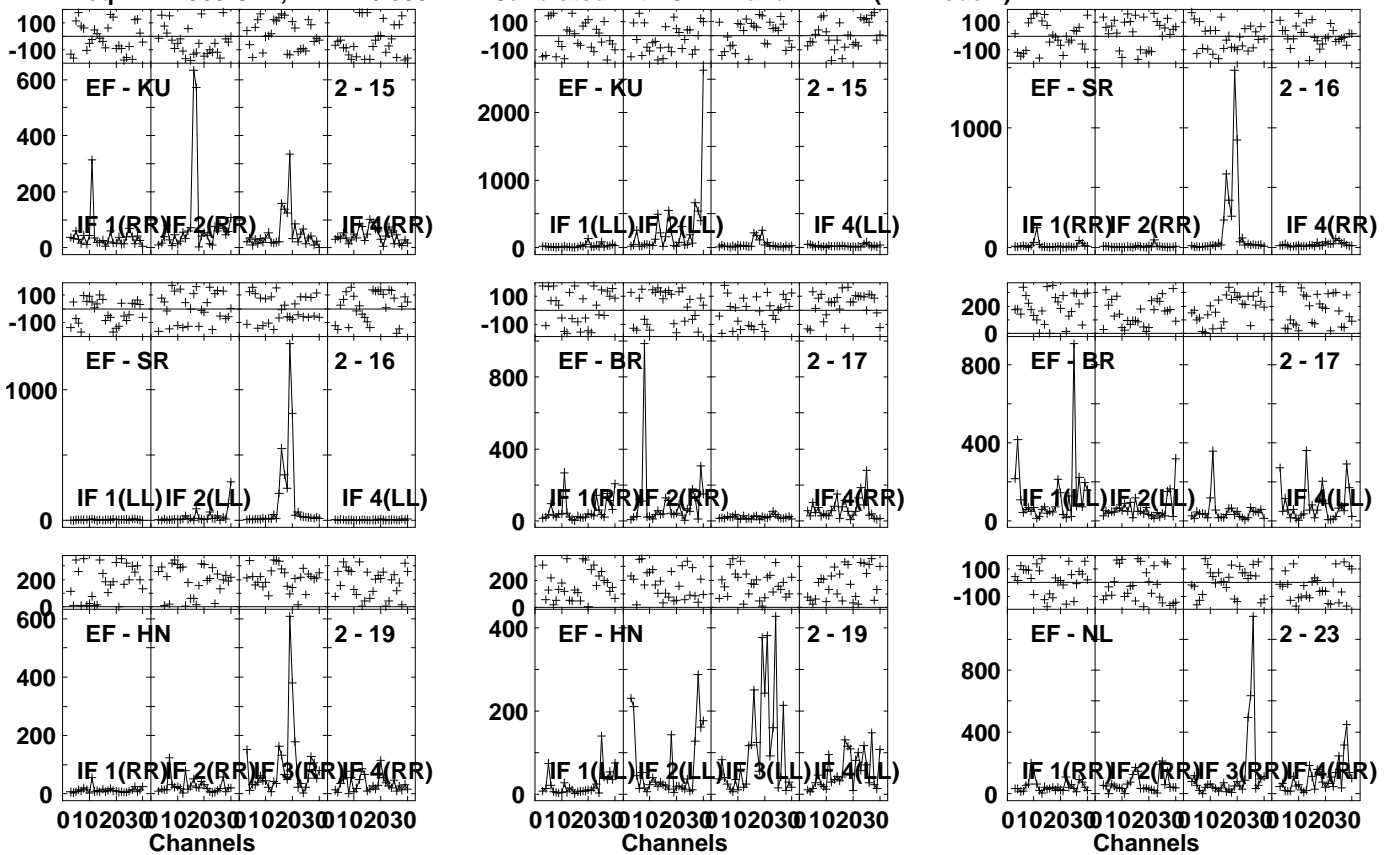 100
-100
600
400
200
0
EF - KU 2 - 15
IF 1(RR) IF 2(RR) IF 4(RR)
100
-100
2000
1000
0
EF - KU 2 - 15
IF 1(LL) IF 2(LL) IF 4(LL)
100
-100
1000
0
EF - SR 2 - 16
IF 1(RR) IF 2(RR) IF 4(RR)
100
-100
1000
0
EF - SR 2 - 16
IF 1(LL) IF 2(LL) IF 4(LL)
100
-100
800
400
0
EF - BR 2 - 17
IF 1(RR) IF 2(RR) IF 4(RR)
200
0
800
400
0
EF - BR 2 - 17
IF 1(LL) IF 2(LL) IF 4(LL)
200
0
600
400
200
0
EF - HN 2 - 19
IF 1(RR) IF 2(RR) IF 3(RR) IF 4(RR)
0102030 0102030 0102030 0102030
Channels
200
0
400
200
0
EF - HN 2 - 19
IF 1(LL) IF 2(LL) IF 3(LL) IF 4(LL)
0102030 0102030 0102030 0102030
Channels
100
-100
800
400
0
EF - NL 2 - 23
IF 1(RR) IF 2(RR) IF 3(RR) IF 4(RR)
0102030 0102030 0102030 0102030
Channels